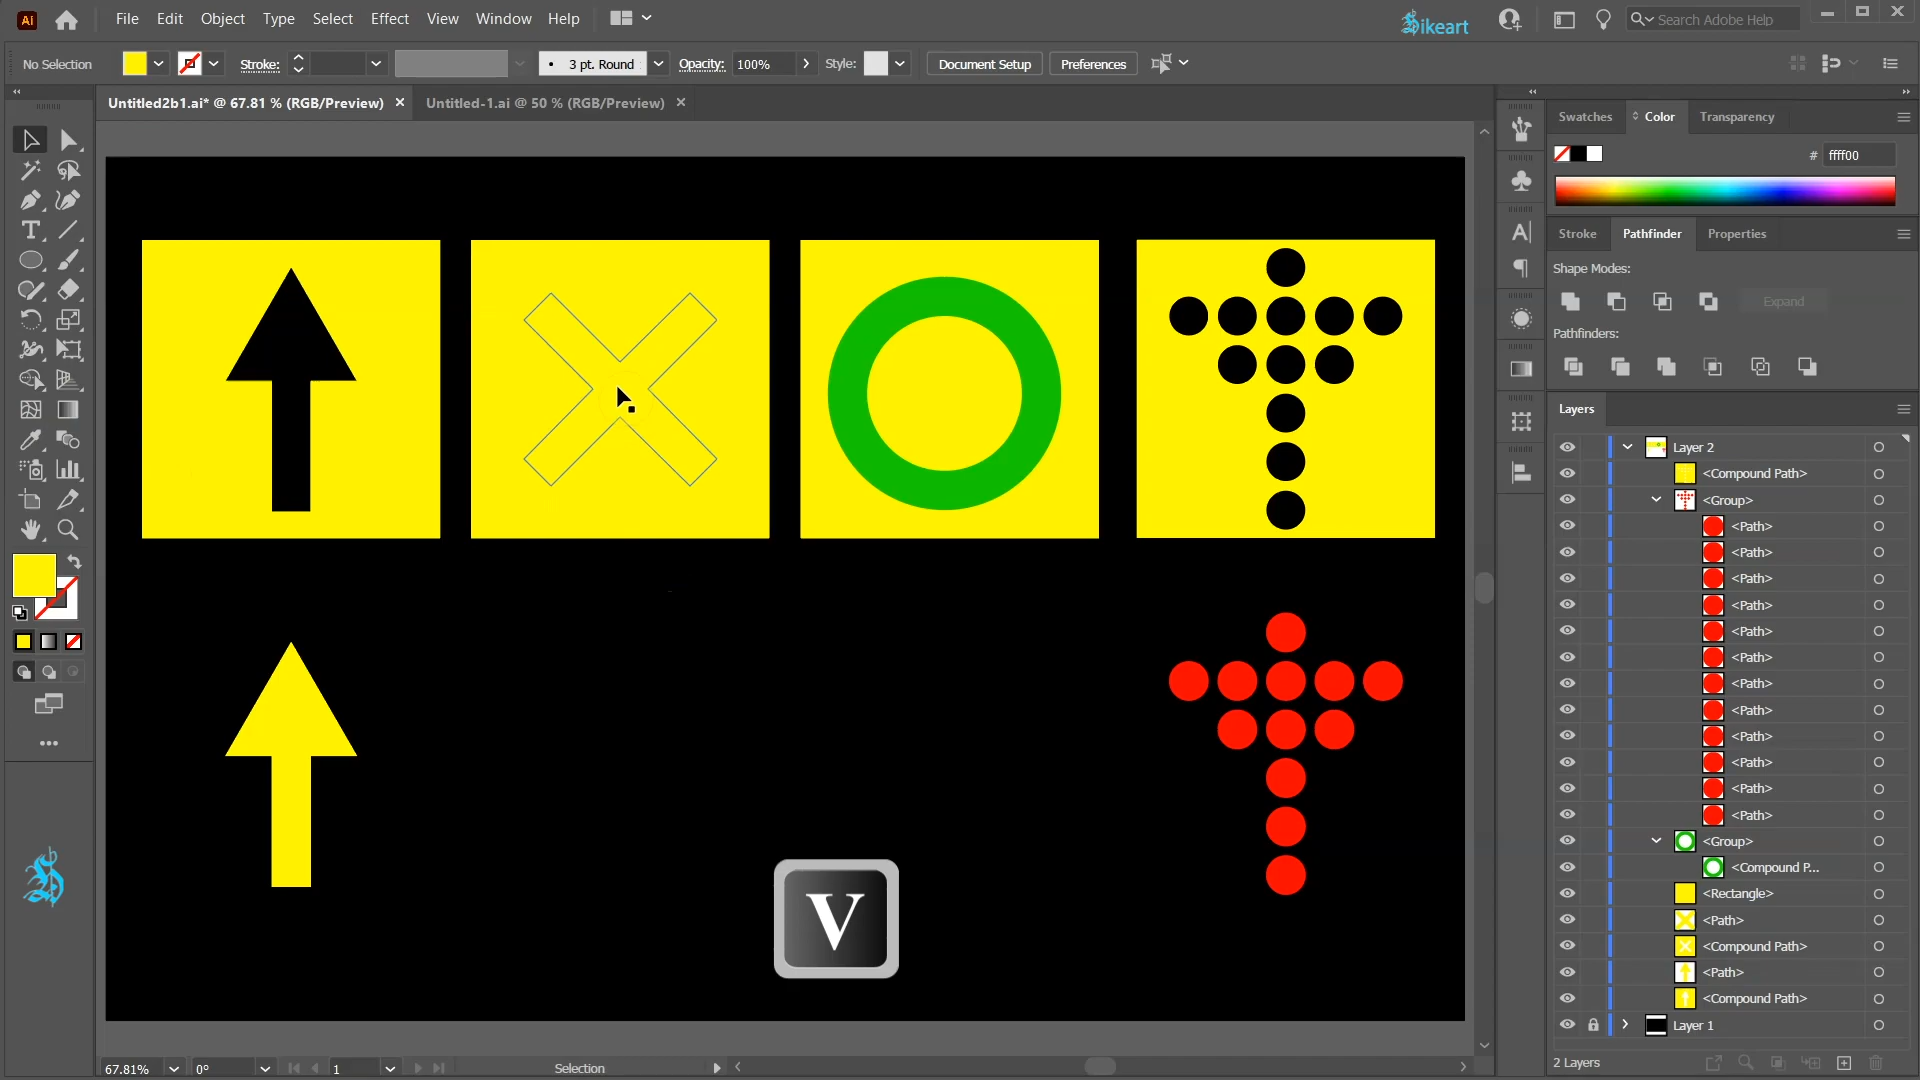 Ai File Edit Object Type Select Effect View Window Help
Sikeart
Search Adobe Help
No Selection
Stroke:
3 pt. Round
Opacity: 100%
Style:
Document Setup
Preferences
Untitled2b1.ai* @ 67.81 % (RGB/Preview) ×
Untitled-1.ai @ 50 % (RGB/Preview) ×
Swatches
Color
Transparency
# ffff00
Stroke
Pathfinder
Properties
Shape Modes:
Expand
Pathfinders:
Layers
Layer 2
<Compound Path>
<Group>
<Path>
<Path>
<Path>
<Path>
<Path>
<Path>
<Path>
<Path>
<Path>
<Path>
<Path>
<Path>
<Group>
<Compound P...
<Rectangle>
<Path>
<Compound Path>
<Path>
<Compound Path>
Layer 1
2 Layers
V
67.81%
0°
1
Selection